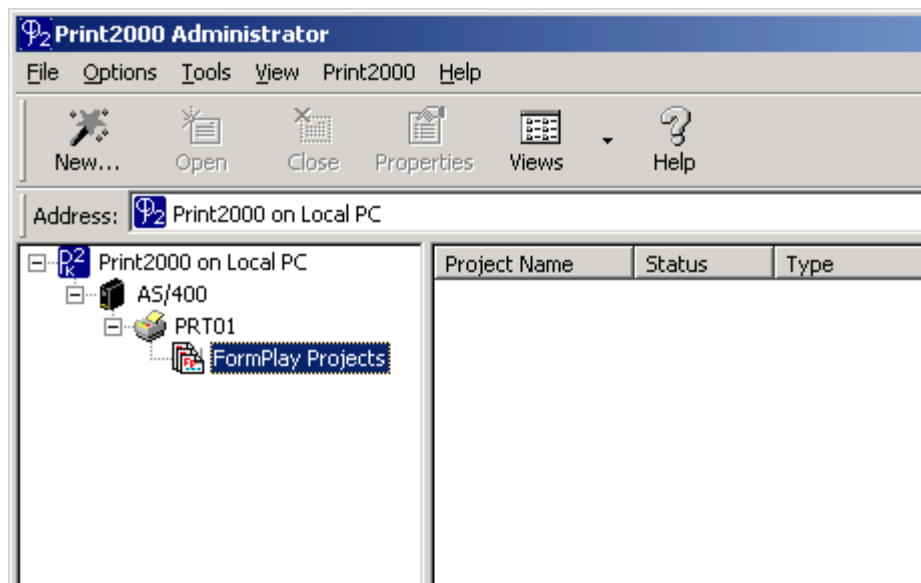 Print2000 Administrator
File Options Tools View Print2000 Help
New... Open Close Properties Views Help
Address: Print2000 on Local PC
Print2000 on Local PC
AS/400
PRT01
FormPlay Projects
Project Name Status Type